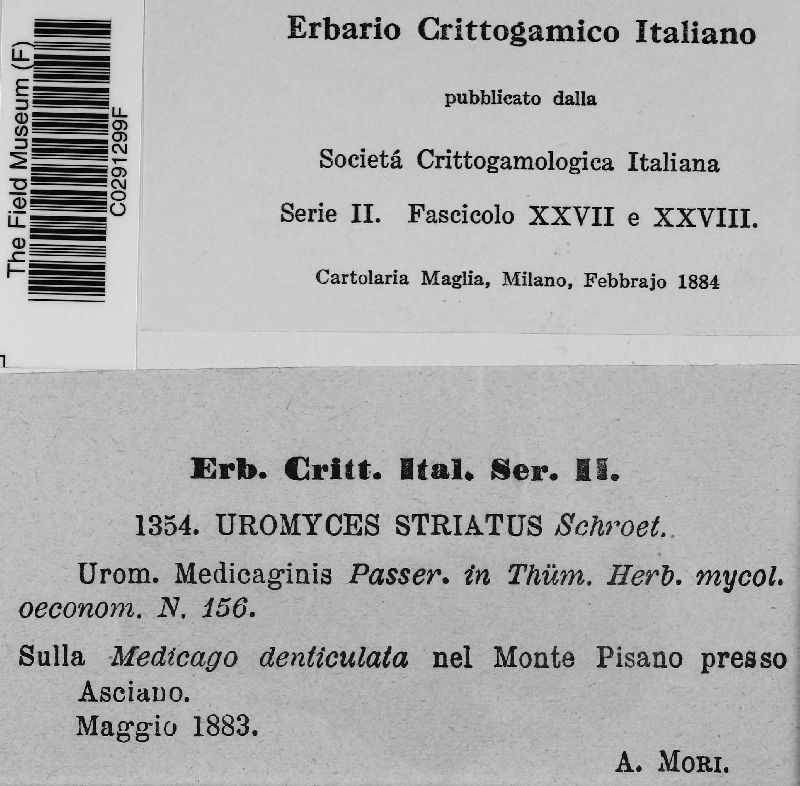 The Field Museum (F)
C0291299F
Erbario Crittogamico Italiano
pubblicato dalla
Societá Crittogamologica Italiana
Serie II. Fascicolo XXVII e XXVIII.
Cartolaria Maglia, Milano, Febbrajo 1884
Erb. Critt. Ital. Ser. II.
1354. UROMYCES STRIATUS Schroet.
Urom. Medicaginis Passer. in Thüm. Herb. mycol.
oeconom. N. 156.
Sulla Medicago denticulata nel Monte Pisano presso
Asciano.
Maggio 1883.
A. MORI.